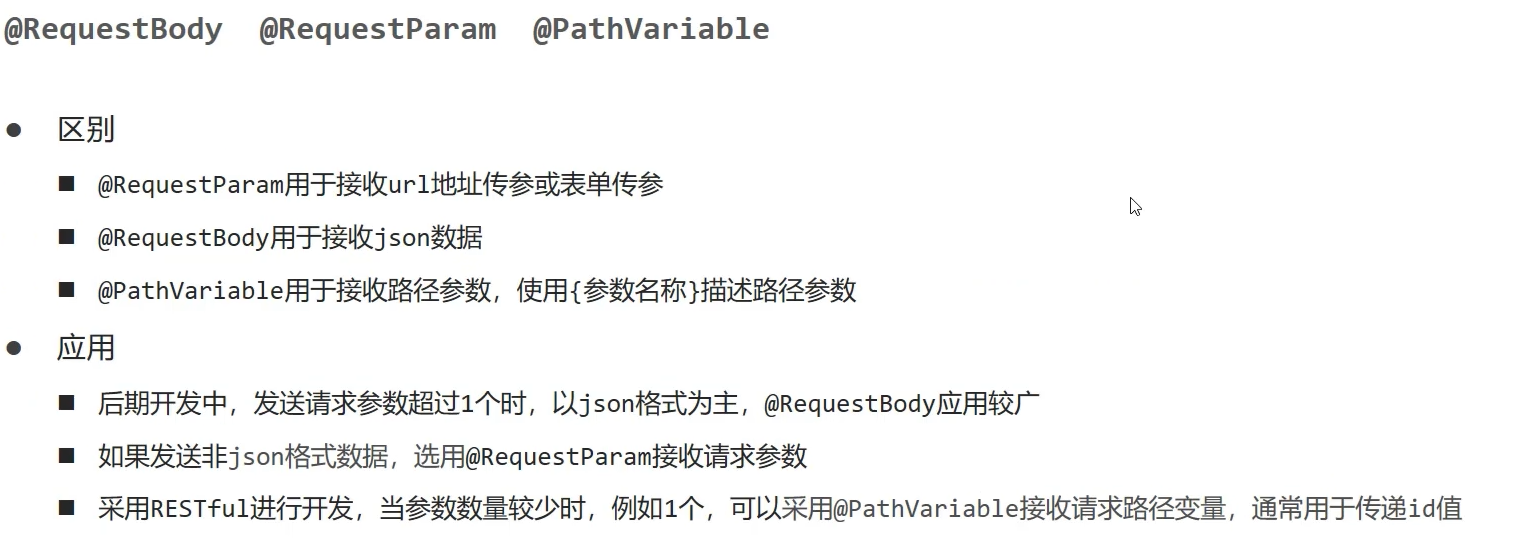 @RequestBody @RequestParam @PathVariable
● 区别
■ @RequestParam用于接收url地址传参或表单传参
■ @RequestBody用于接收json数据
■ @PathVariable用于接收路径参数，使用{参数名称}描述路径参数
● 应用
■ 后期开发中，发送请求参数超过1个时，以json格式为主，@RequestBody应用较广
■ 如果发送非json格式数据，选用@RequestParam接收请求参数
■ 采用RESTful进行开发，当参数数量较少时，例如1个，可以采用@PathVariable接收请求路径变量，通常用于传递id值